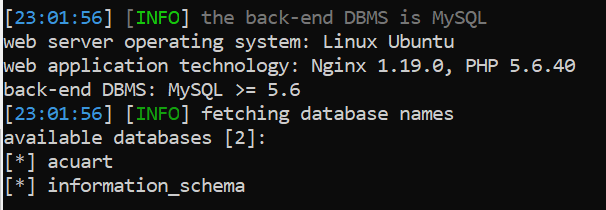 [23:01:56] [INFO] the back-end DBMS is MySQL
web server operating system: Linux Ubuntu
web application technology: Nginx 1.19.0, PHP 5.6.40
back-end DBMS: MySQL >= 5.6
[23:01:56] [INFO] fetching database names
available databases [2]:
[*] acuart
[*] information_schema